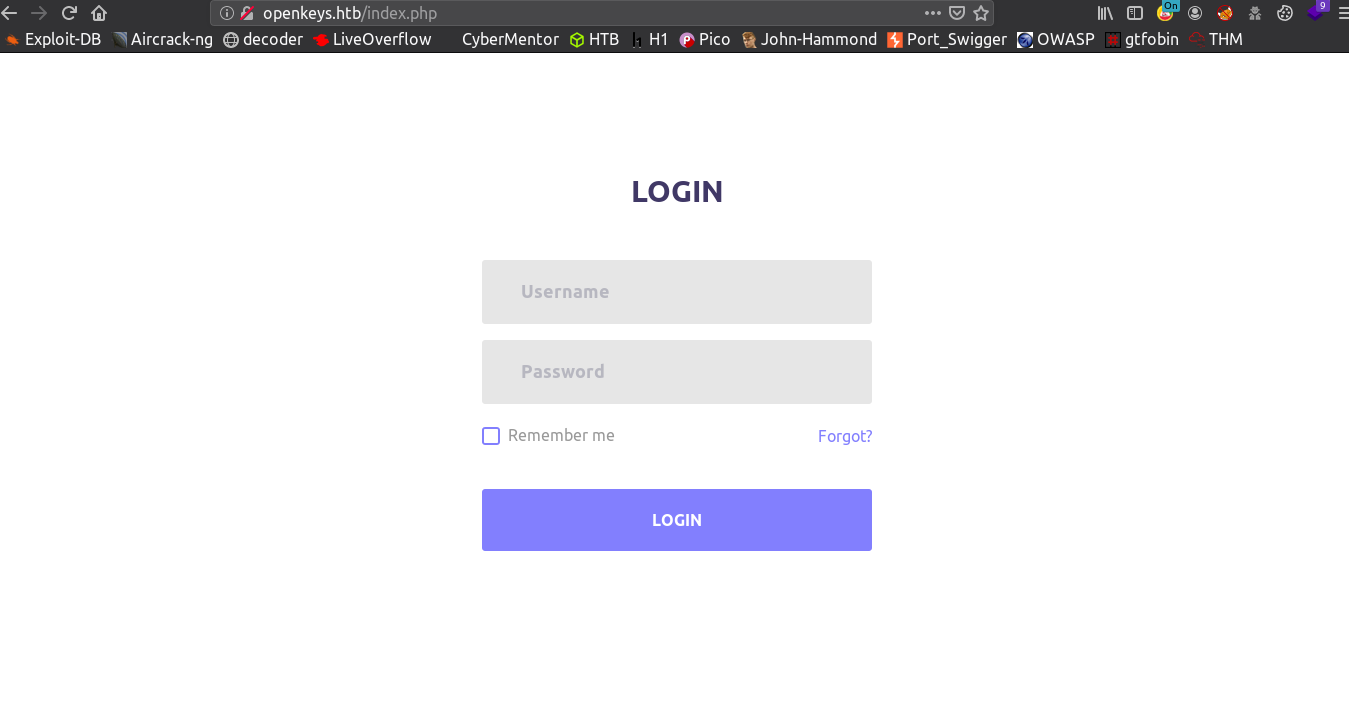 openkeys.htb/index.php On 9
Exploit-DB Aircrack-ng decoder LiveOverflow CyberMentor HTB H1 Pico John-Hammond Port_Swigger OWASP gtfobin THM
LOGIN
Username
Password
Remember me Forgot?
LOGIN